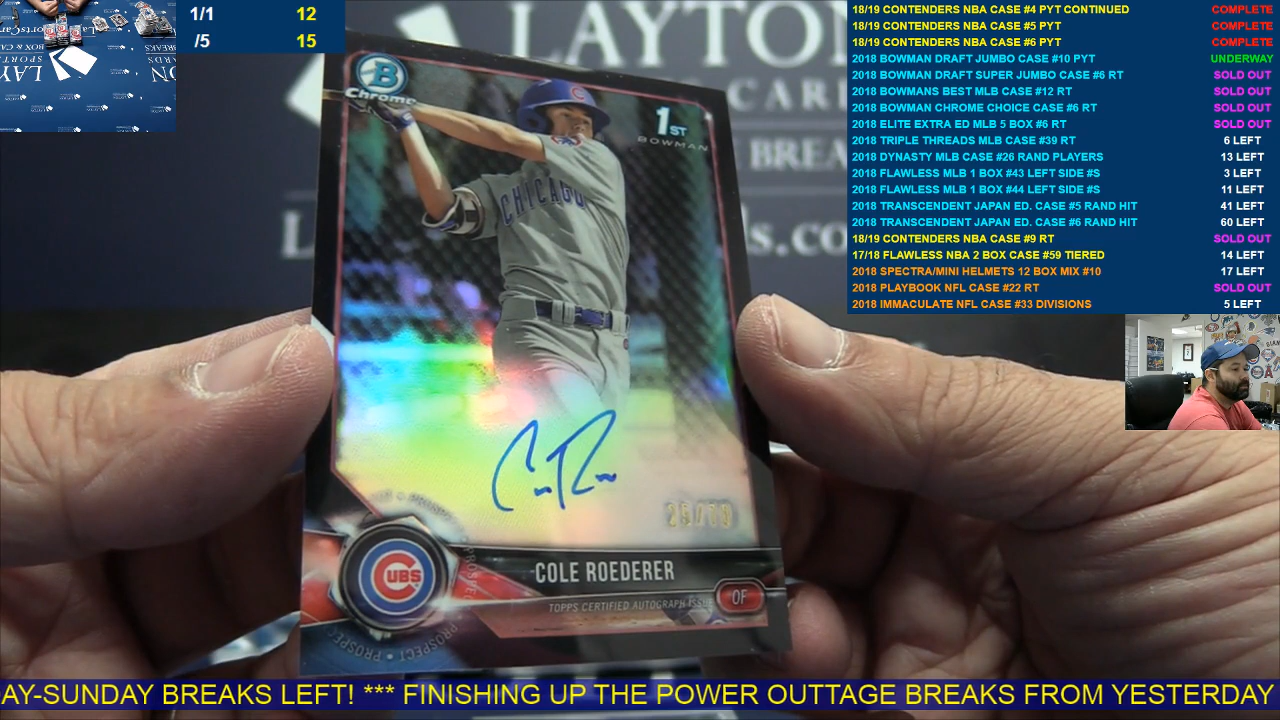 1/1 12
/5 15
18/19 CONTENDERS NBA CASE #4 PYT CONTINUED COMPLETE
18/19 CONTENDERS NBA CASE #5 PYT COMPLETE
18/19 CONTENDERS NBA CASE #6 PYT COMPLETE
2018 BOWMAN DRAFT JUMBO CASE #10 PYT UNDERWAY
2018 BOWMAN DRAFT SUPER JUMBO CASE #6 RT SOLD OUT
2018 BOWMANS BEST MLB CASE #12 RT SOLD OUT
2018 BOWMAN CHROME CHOICE CASE #6 RT SOLD OUT
2018 ELITE EXTRA ED MLB 5 BOX #6 RT SOLD OUT
2018 TRIPLE THREADS MLB CASE #39 RT 6 LEFT
2018 DYNASTY MLB CASE #26 RAND PLAYERS 13 LEFT
2018 FLAWLESS MLB 1 BOX #43 LEFT SIDE #S 3 LEFT
2018 FLAWLESS MLB 1 BOX #44 LEFT SIDE #S 11 LEFT
2018 TRANSCENDENT JAPAN ED. CASE #5 RAND HIT 41 LEFT
2018 TRANSCENDENT JAPAN ED. CASE #6 RAND HIT 60 LEFT
18/19 CONTENDERS NBA CASE #9 RT SOLD OUT
17/18 FLAWLESS NBA 2 BOX CASE #59 TIERED 14 LEFT
2018 SPECTRA/MINI HELMETS 12 BOX MIX #10 17 LEFT
2018 PLAYBOOK NFL CASE #22 RT SOLD OUT
2018 IMMACULATE NFL CASE #33 DIVISIONS 5 LEFT
LAYTON
CAR
BREA
s.co
B
Chrome
1ST
BOWMAN
CHICAGO
CUBS
PROSPECT
COLE ROEDERER
TOPPS CERTIFIED AUTOGRAPH ISSUE
OF
AY-SUNDAY BREAKS LEFT! *** FINISHING UP THE POWER OUTTAGE BREAKS FROM YESTERDAY